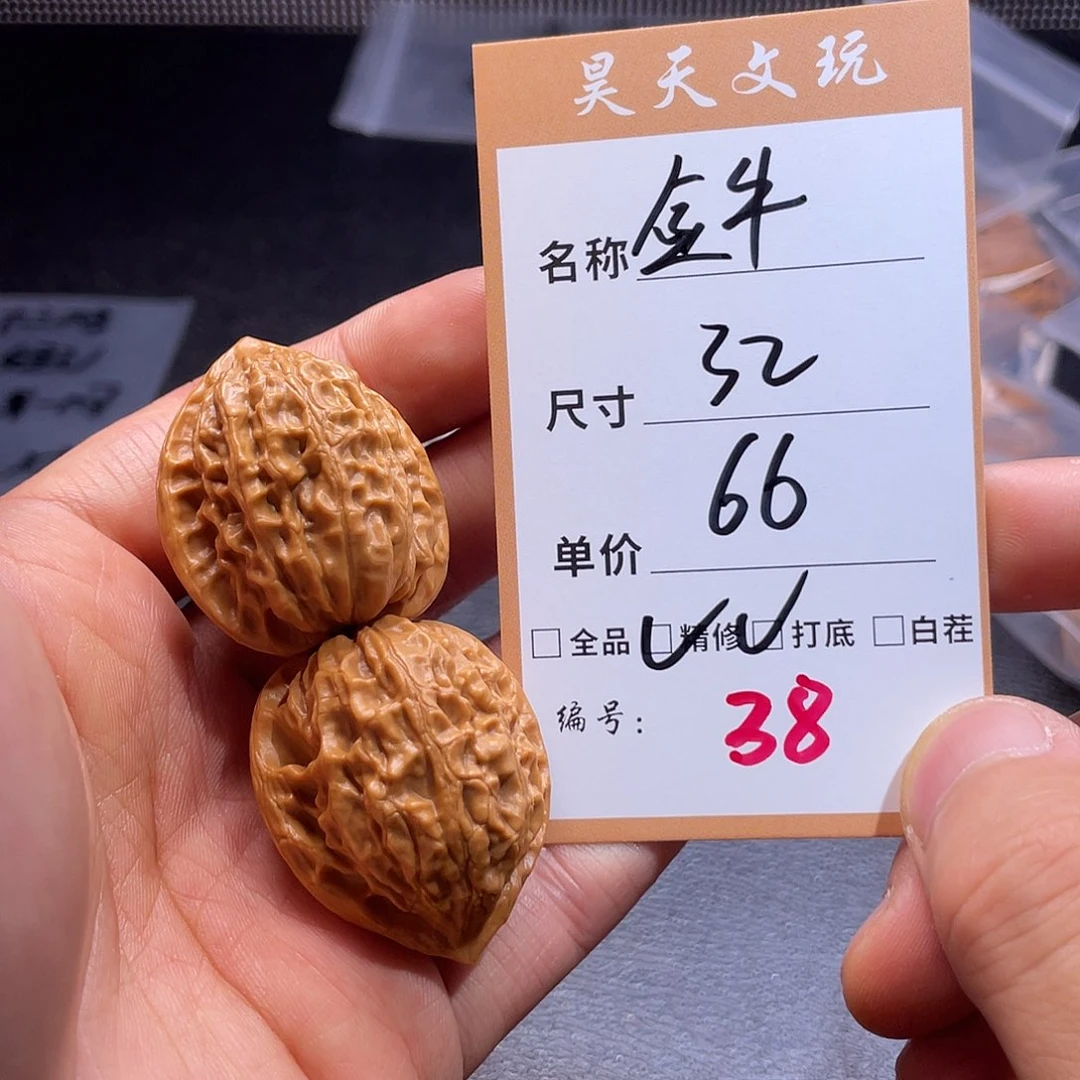 昊天文玩
名称 盒牛
尺寸 32
单价 66
□全品 □精修 □打底 □白茬
编号: 38